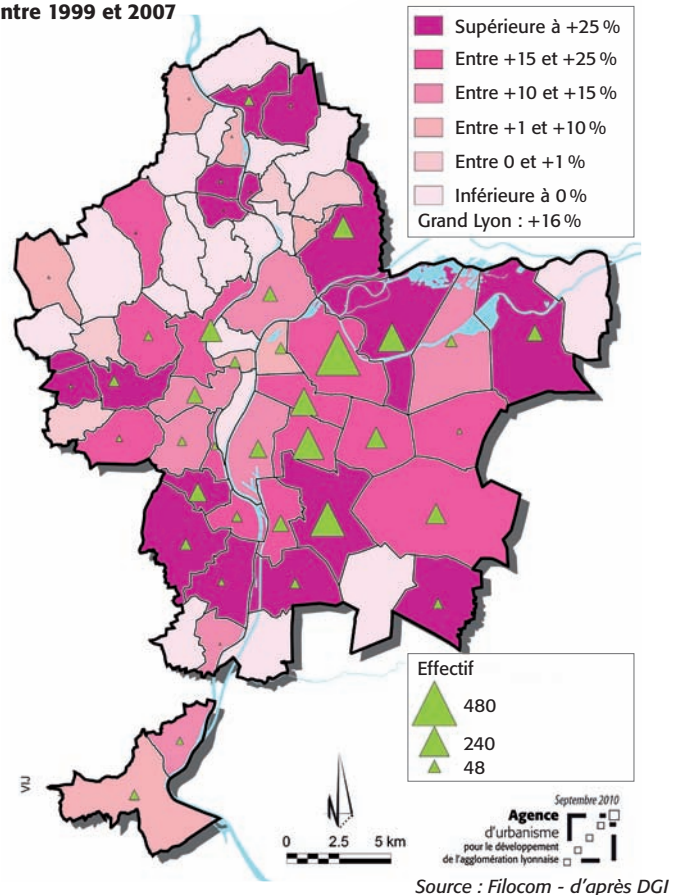 ntre 1999 et 2007
Supérieure à +25 %
Entre +15 et +25 %
Entre +10 et +15 %
Entre +1 et +10 %
Entre 0 et +1 %
Inférieure à 0 %
Grand Lyon : +16 %
Effectif
480
240
48
VIJ
0 2.5 5 km
Septembre 2010
Agence
d'urbanisme
pour le développement
de l'agglomération lyonnaise
Source : Filocom - d'après DGI